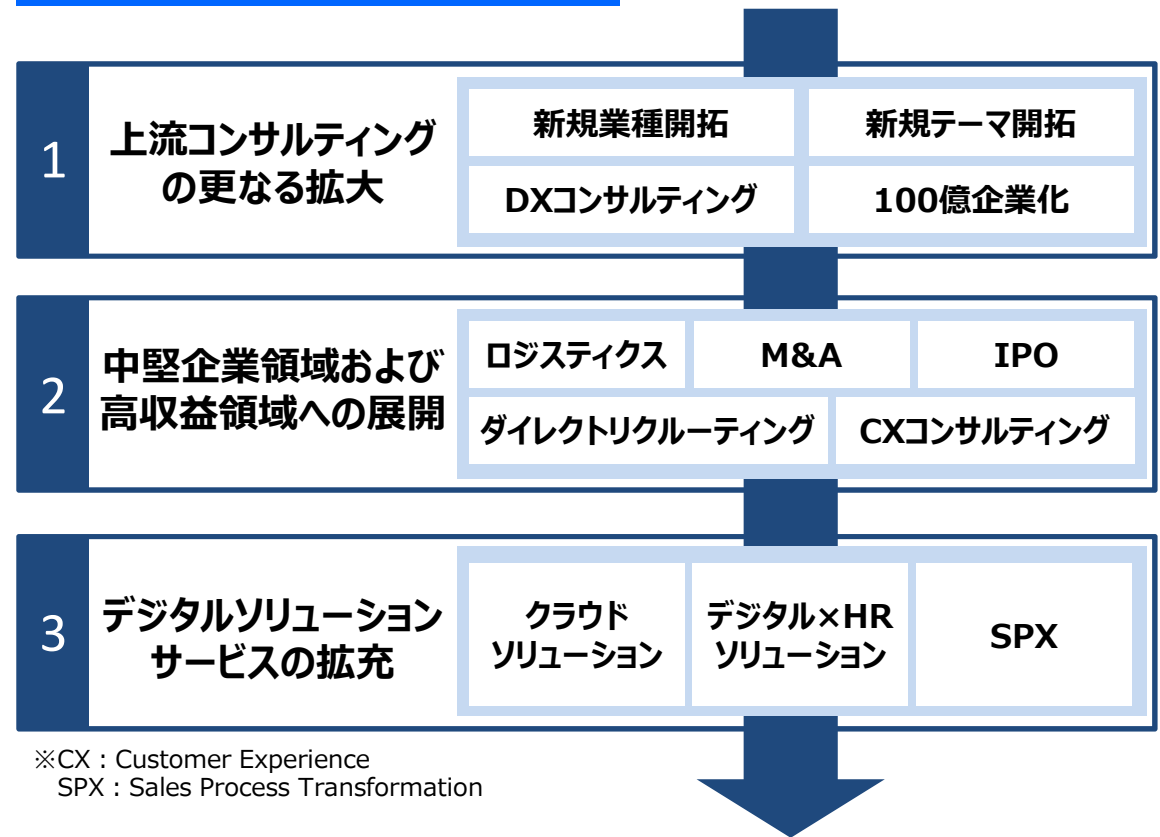 1
上流コンサルティング
の更なる拡大
新規業種開拓
新規テーマ開拓
DXコンサルティング
100億企業化
2
中堅企業領域および
高収益領域への展開
ロジスティクス
M&A
IPO
ダイレクトリクルーティング
CXコンサルティング
3
デジタルソリューション
サービスの拡充
クラウド
ソリューション
デジタル×HR
ソリューション
SPX
※CX : Customer Experience
SPX : Sales Process Transformation